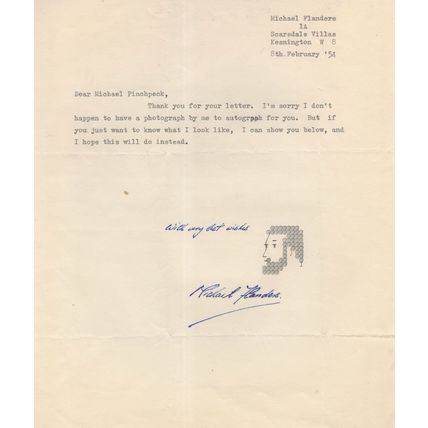 Michael Flanders
1A
Scarsdale Villas
Kensington W 8
8th.February '54
Dear Michael Pinchpeck,
Thank you for your letter. I'm sorry I don't
happen to have a photograph by me to autograph for you. But if
you just want to know what I look like, I can show you below, and
I hope this will do instead.
With very best wishes
Michael Flanders.